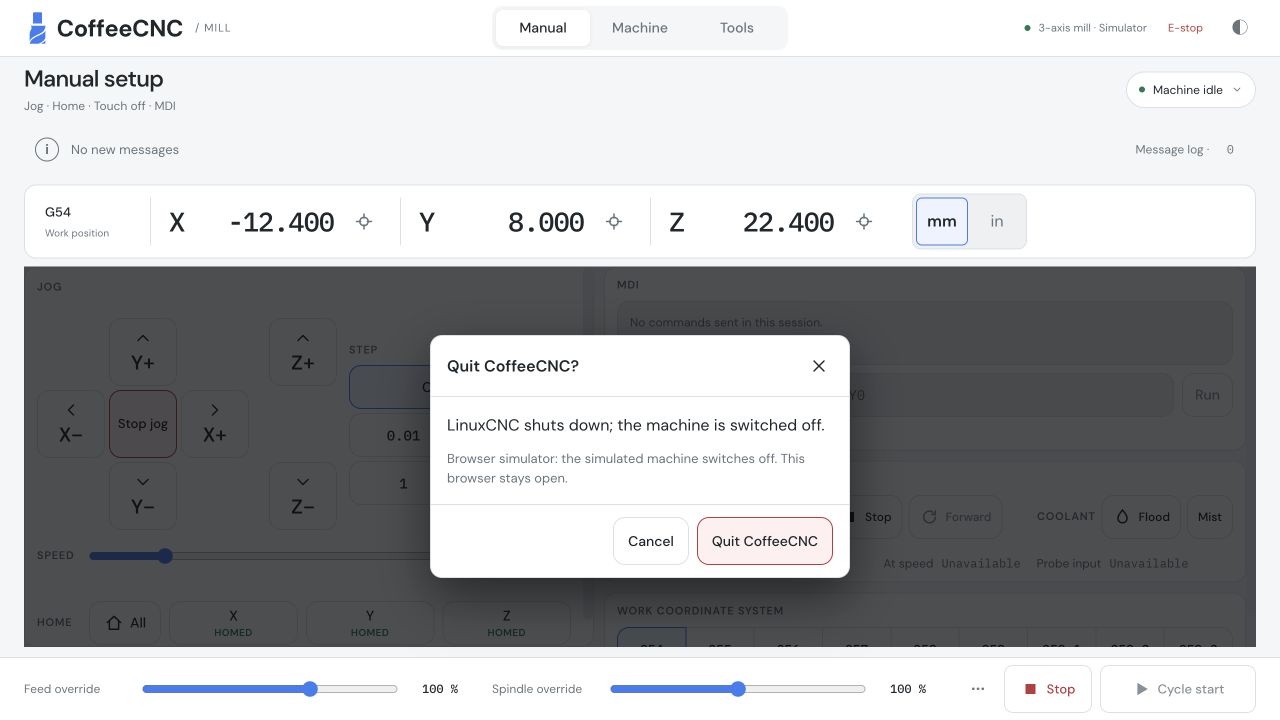 CoffeeCNC / MILL
Manual Machine Tools
3-axis mill · Simulator E-stop
Manual setup
Jog · Home · Touch off · MDI
Machine idle
No new messages
Message log · 0
G54
Work position
X -12.400
Y 8.000
Z 22.400
mm in
JOG
Y+
Z+
X−
Stop jog
X+
Y−
Z−
STEP
0.01
1
SPEED
HOME
All
X HOMED
Y HOMED
Z HOMED
MDI
No commands sent in this session.
Y0
Run
Stop Forward
COOLANT Flood Mist
At speed Unavailable Probe input Unavailable
WORK COORDINATE SYSTEM
Quit CoffeeCNC?
LinuxCNC shuts down; the machine is switched off.
Browser simulator: the simulated machine switches off. This
browser stays open.
Cancel Quit CoffeeCNC
Feed override 100 %
Spindle override 100 %
Stop
Cycle start